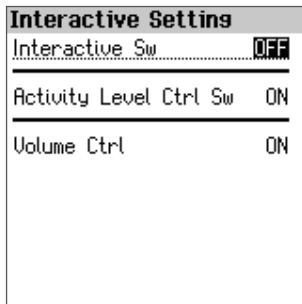 Interactive Setting
Interactive Sw OFF
Activity Level Ctrl Sw ON
Volume Ctrl ON